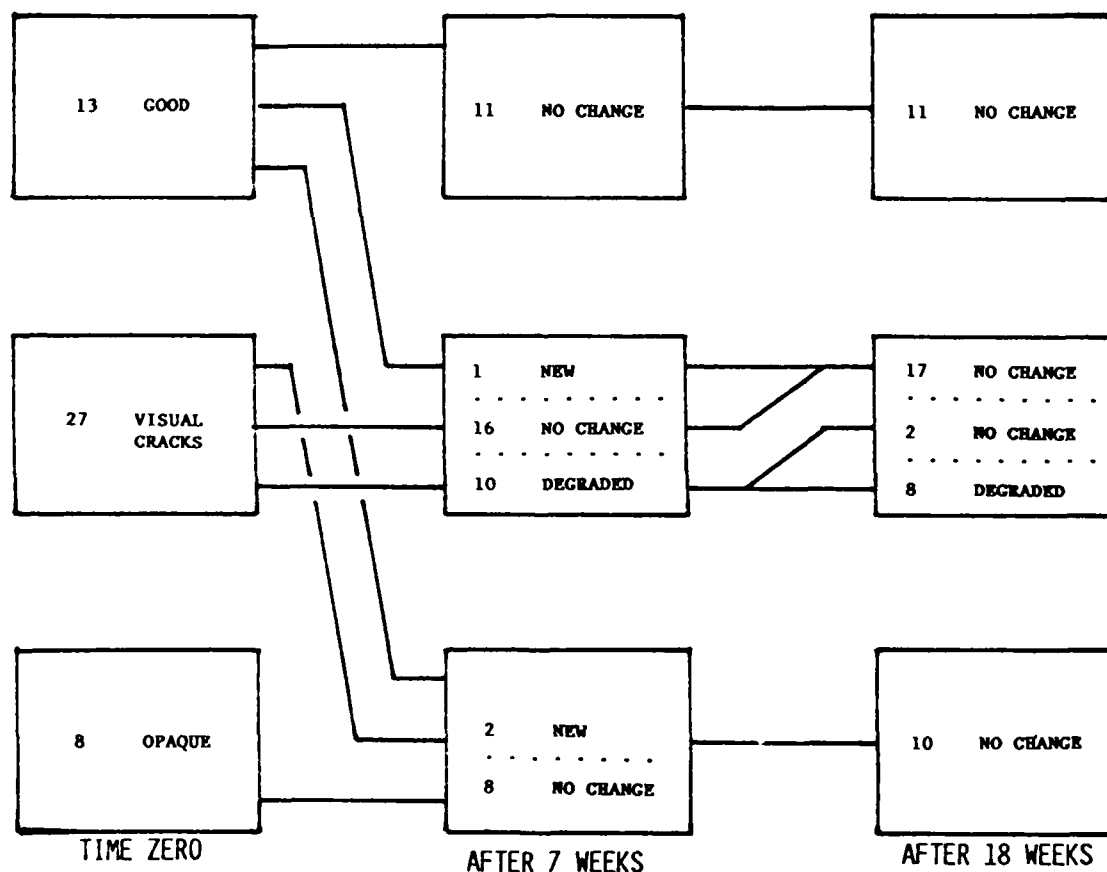 13 GOOD
11 NO CHANGE
11 NO CHANGE
27 VISUAL
CRACKS
1 NEW
16 NO CHANGE
10 DEGRADED
17 NO CHANGE
2 NO CHANGE
8 DEGRADED
8 OPAQUE
2 NEW
8 NO CHANGE
10 NO CHANGE
TIME ZERO
AFTER 7 WEEKS
AFTER 18 WEEKS